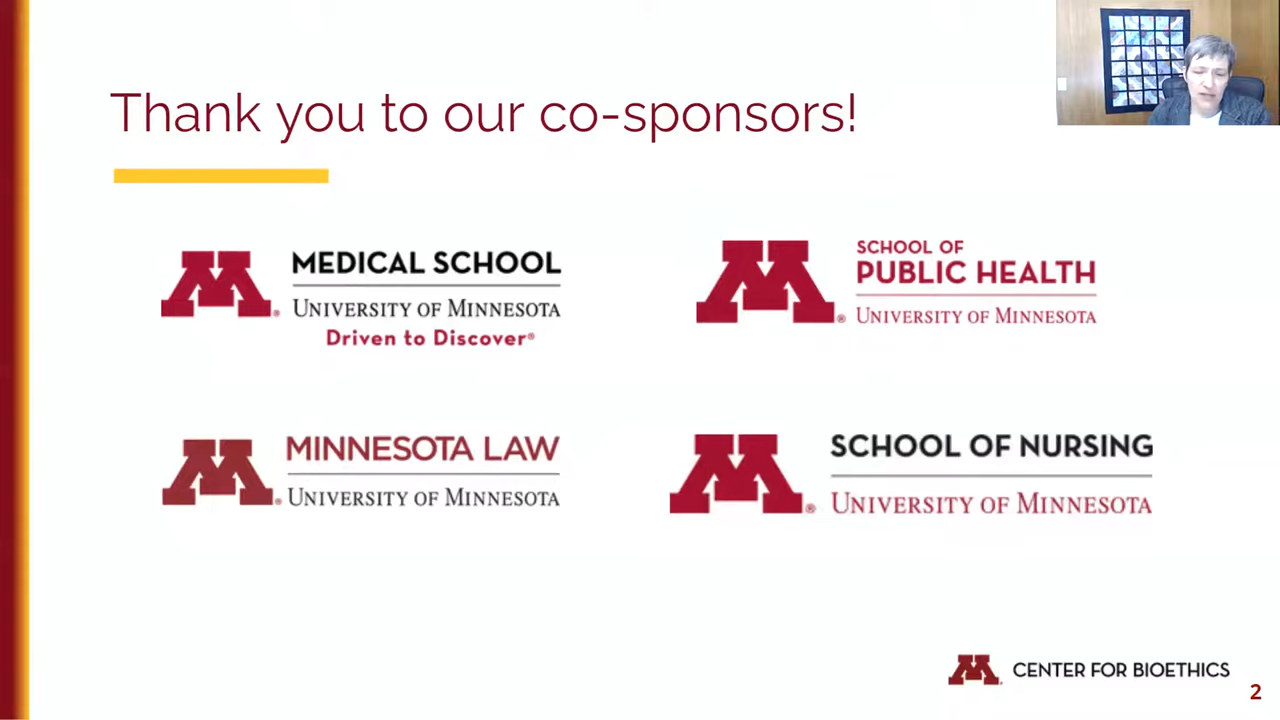 Thank you to our co-sponsors!
MEDICAL SCHOOL
UNIVERSITY OF MINNESOTA
Driven to Discover®
SCHOOL OF
PUBLIC HEALTH
UNIVERSITY OF MINNESOTA
MINNESOTA LAW
UNIVERSITY OF MINNESOTA
SCHOOL OF NURSING
UNIVERSITY OF MINNESOTA
CENTER FOR BIOETHICS
2